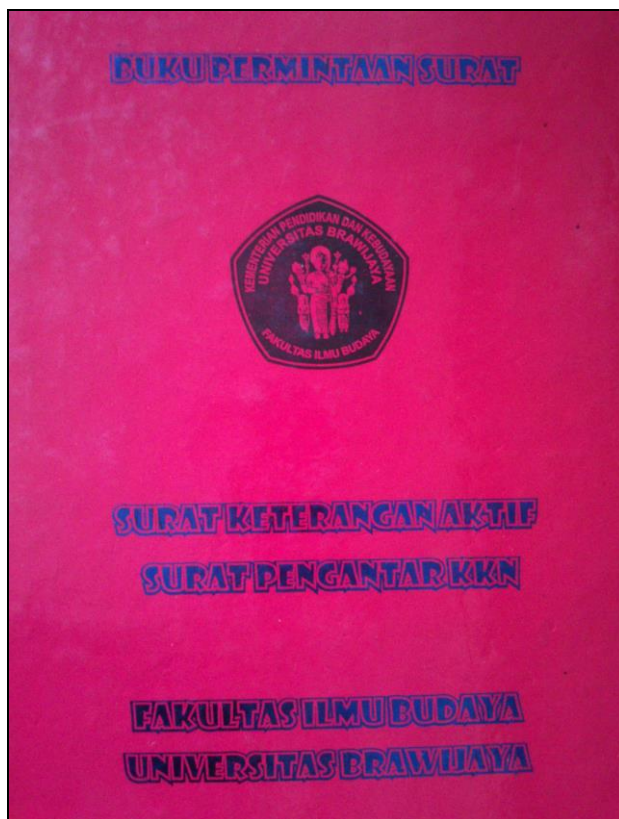 BUKU PERMINTAAN SURAT
KEMENTERIAN PENDIDIKAN DAN KEBUDAYAAN
UNIVERSITAS BRAWIJAYA
FAKULTAS ILMU BUDAYA
SURAT KETERANGAN AKTIF
SURAT PENGANTAR KKN
FAKULTAS ILMU BUDAYA
UNIVERSITAS BRAWIJAYA